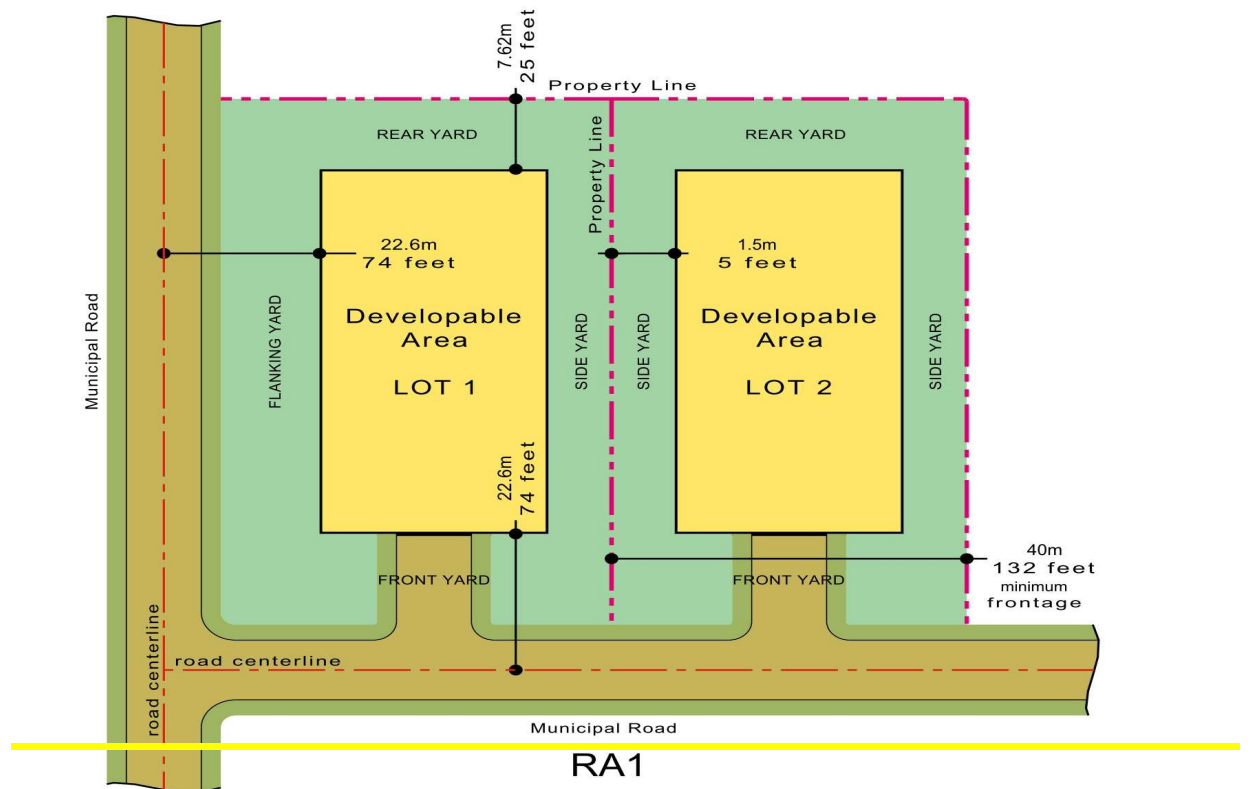 7.62m
25 feet
Property Line
REAR YARD
REAR YARD
Property Line
22.6m
74 feet
1.5m
5 feet
Municipal Road
FLANKING YARD
Developable
Area
LOT 1
SIDE YARD
SIDE YARD
Developable
Area
LOT 2
SIDE YARD
22.6m
74 feet
40m
132 feet
minimum
frontage
FRONT YARD
FRONT YARD
road centerline
road centerline
Municipal Road
RA1